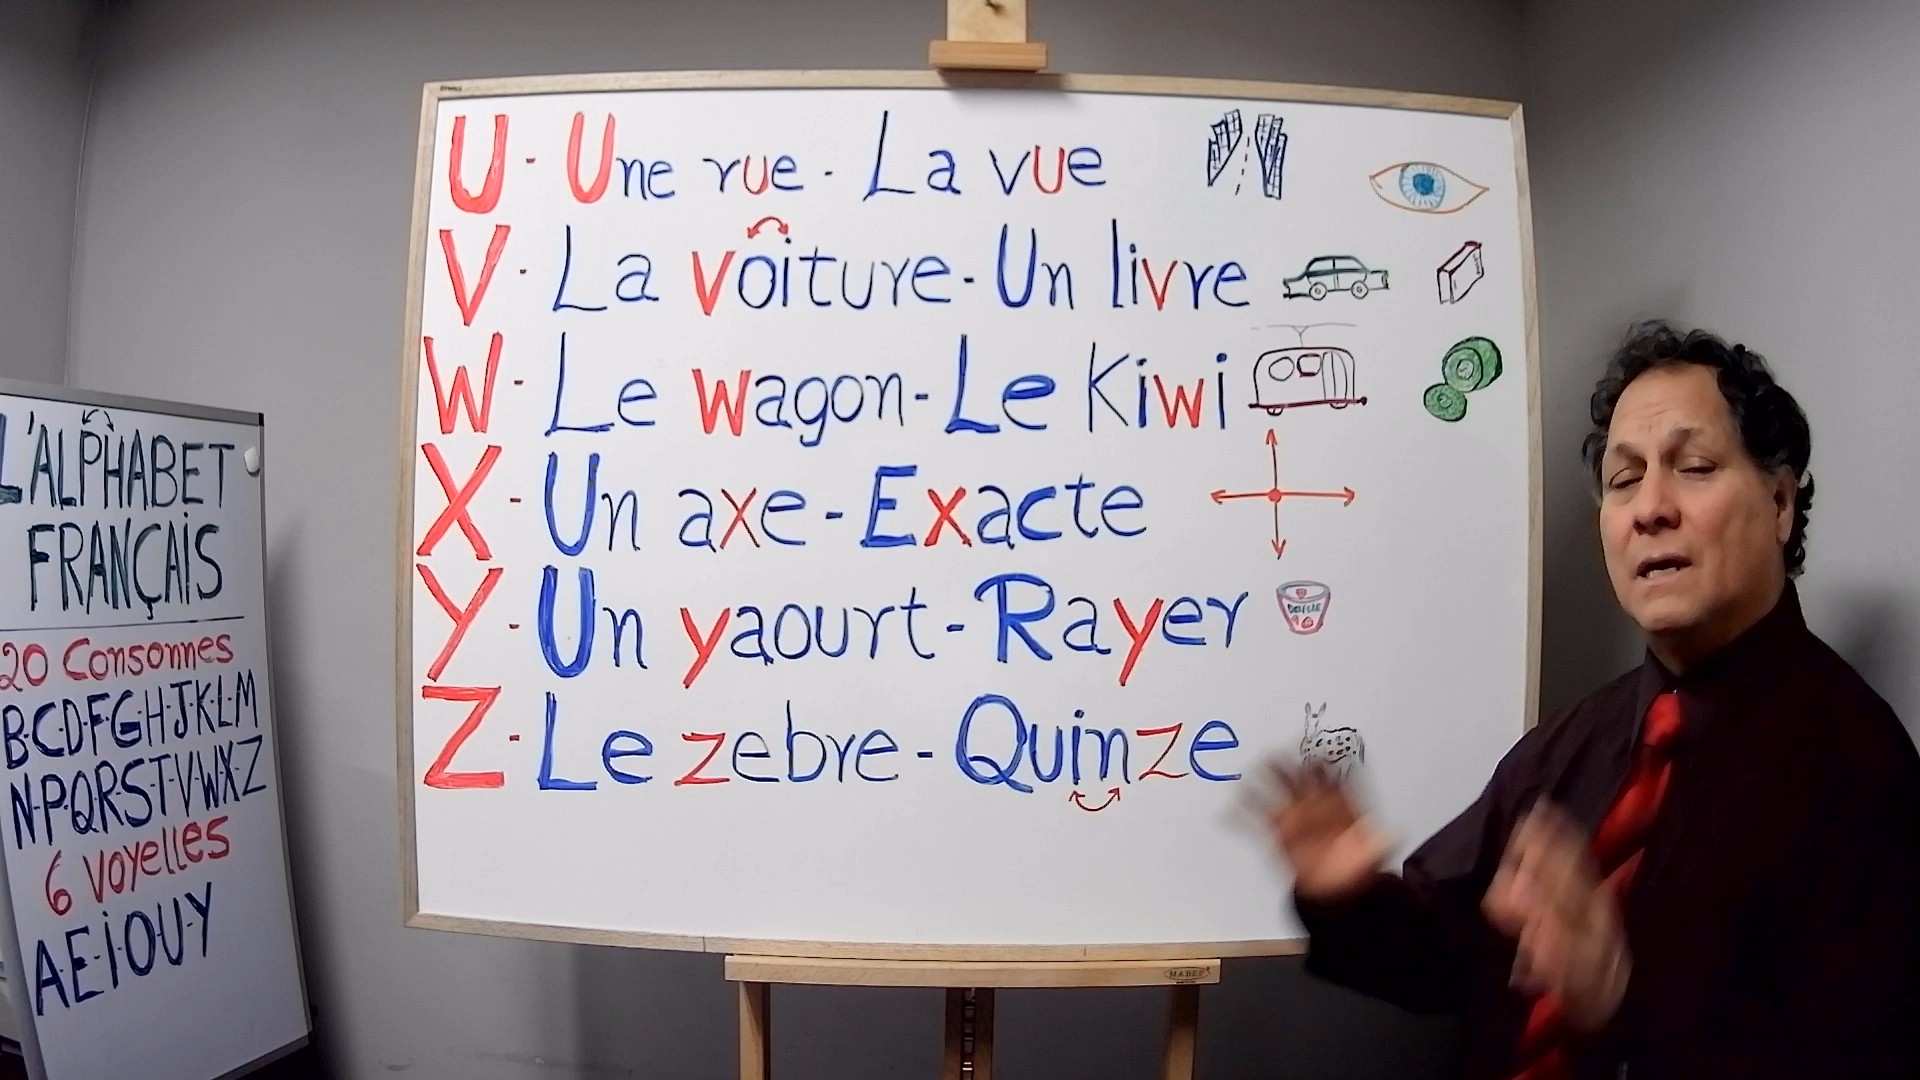 L'ALPHABET
FRANÇAIS
20 Consonnes
B-C-D-F-G-H-J-K-L-M
N-P-Q-R-S-T-V-W-X-Z
6 voyelles
A-E-i-O-U-Y
U - Une rue - La vue
V - La voiture - Un livre
W - Le wagon - Le Kiwi
X - Un axe - Exacte
Y - Un yaourt - Rayer
Z - Le zebre - Quinze
MABEF